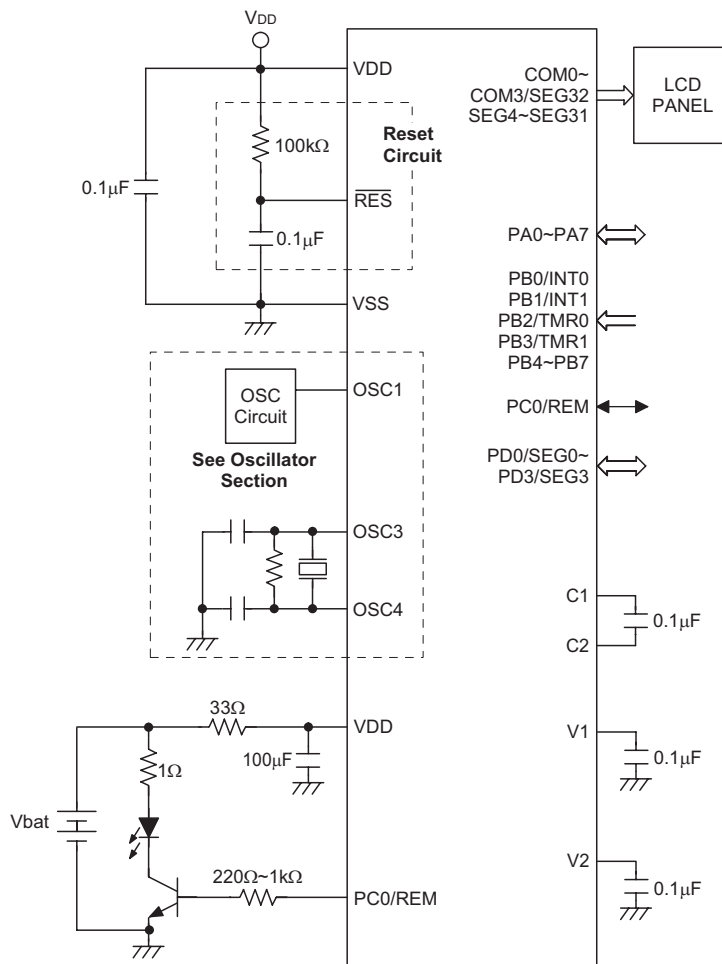 VDD
VDD
COM0~
COM3/SEG32
SEG4~SEG31
LCD
PANEL
100kΩ
Reset
Circuit
0.1μF
RES
0.1μF
VSS
PA0~PA7
PB0/INT0
PB1/INT1
PB2/TMR0
PB3/TMR1
PB4~PB7
OSC
Circuit
OSC1
PC0/REM
See Oscillator
Section
PD0/SEG0~
PD3/SEG3
OSC3
OSC4
C1
0.1μF
C2
33Ω
VDD
100μF
1Ω
V1
0.1μF
Vbat
220Ω~1kΩ
PC0/REM
V2
0.1μF